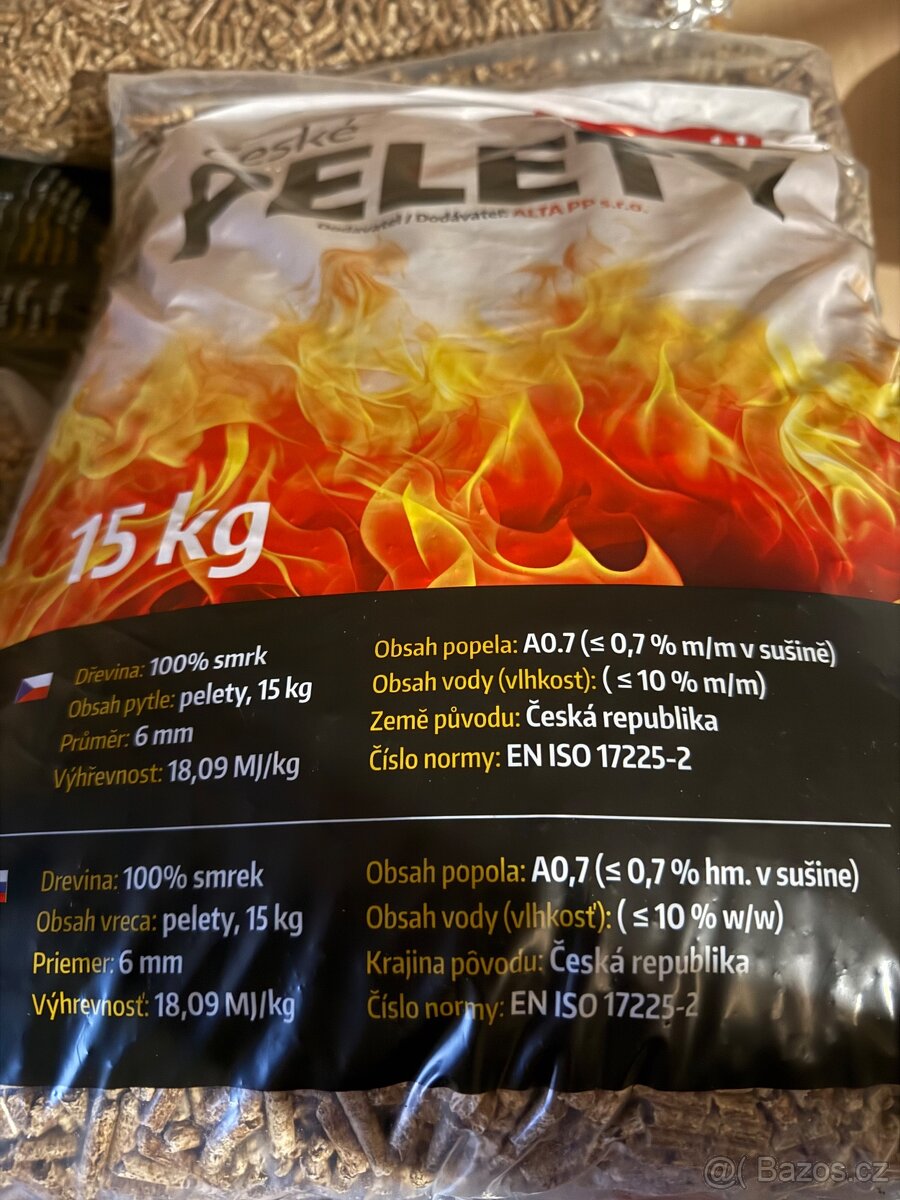 české
PELETY
Dodavatel / Dodávateľ: ALTA PP s.r.o.
15 kg
Dřevina: 100% smrk
Obsah pytle: pelety, 15 kg
Průměr: 6 mm
Výhřevnost: 18,09 MJ/kg
Obsah popela: A0.7 (≤ 0,7 % m/m v sušině)
Obsah vody (vlhkost): ( ≤ 10 % m/m)
Země původu: Česká republika
Číslo normy: EN ISO 17225-2
Drevina: 100% smrek
Obsah vreca: pelety, 15 kg
Priemer: 6 mm
Výhrevnosť: 18,09 MJ/kg
Obsah popola: A0,7 (≤ 0,7 % hm. v sušine)
Obsah vody (vlhkosť): ( ≤ 10 % w/w)
Krajina pôvodu: Česká republika
Číslo normy: EN ISO 17225-2
@( Bazos.cz